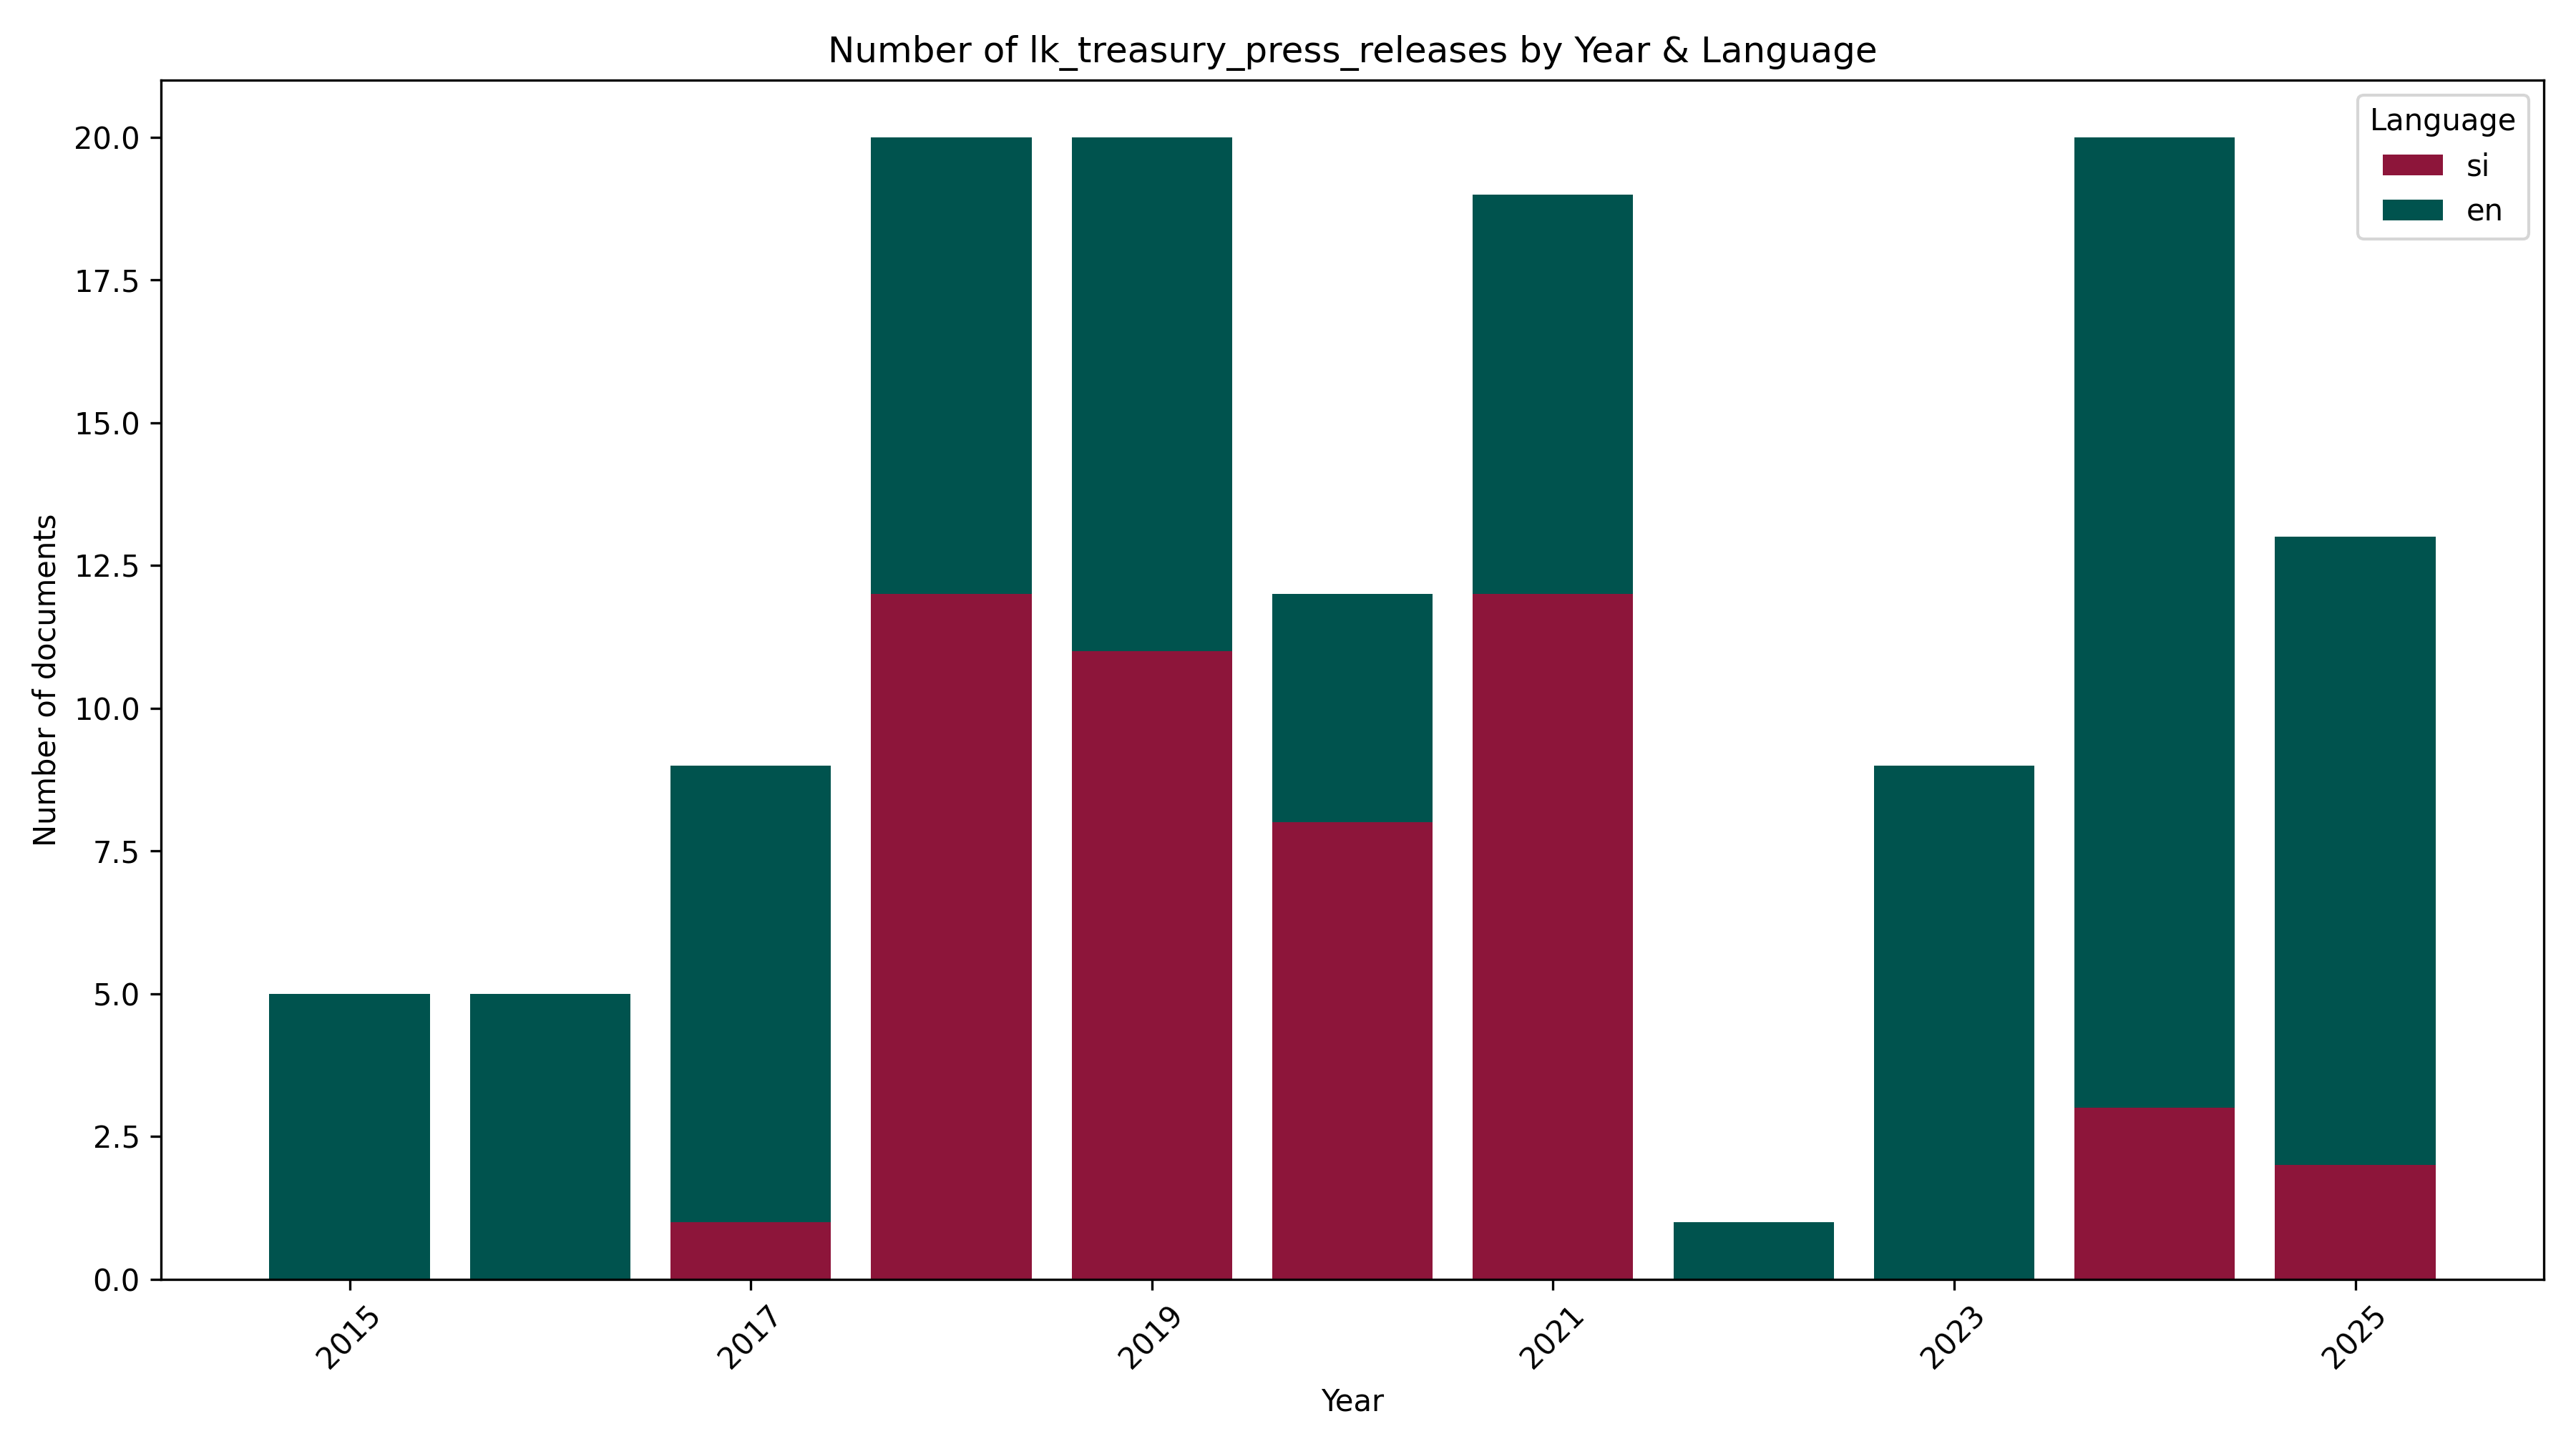 Number of lk_treasury_press_releases by Year & Language
Language
si
en
20.0
17.5
15.0
12.5
10.0
7.5
5.0
2.5
0.0
Number of documents
2015
2017
2019
2021
2023
2025
Year